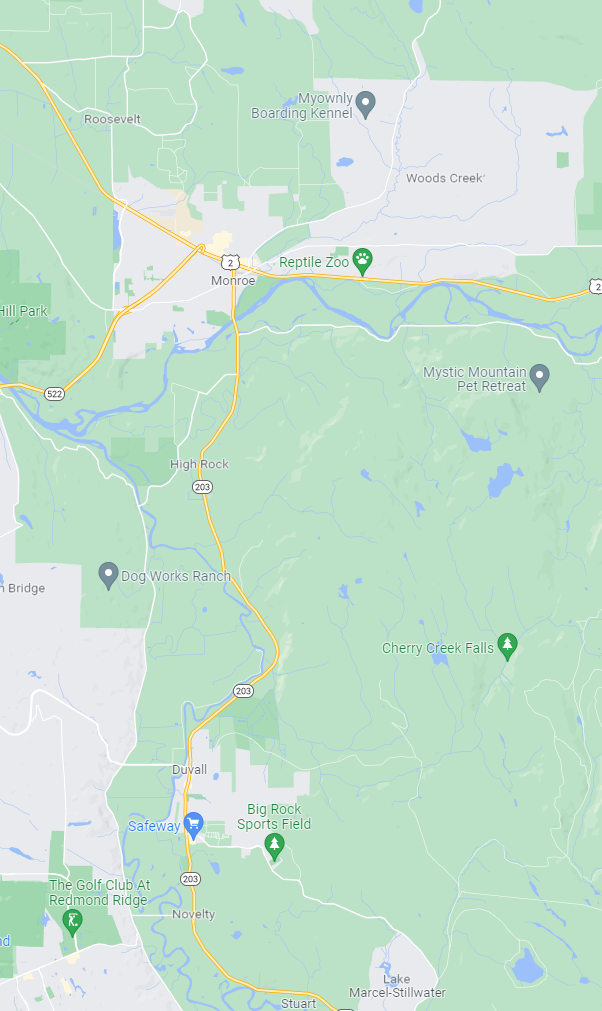 Myownly
Boarding Kennel
Roosevelt
Woods Creek
2
Reptile Zoo
Monroe
2
Hill Park
Mystic Mountain
Pet Retreat
522
High Rock
203
Dog Works Ranch
n Bridge
Cherry Creek Falls
203
Duvall
Big Rock
Sports Field
Safeway
203
The Golf Club At
Redmond Ridge
Novelty
nd
Lake
Marcel-Stillwater
Stuart